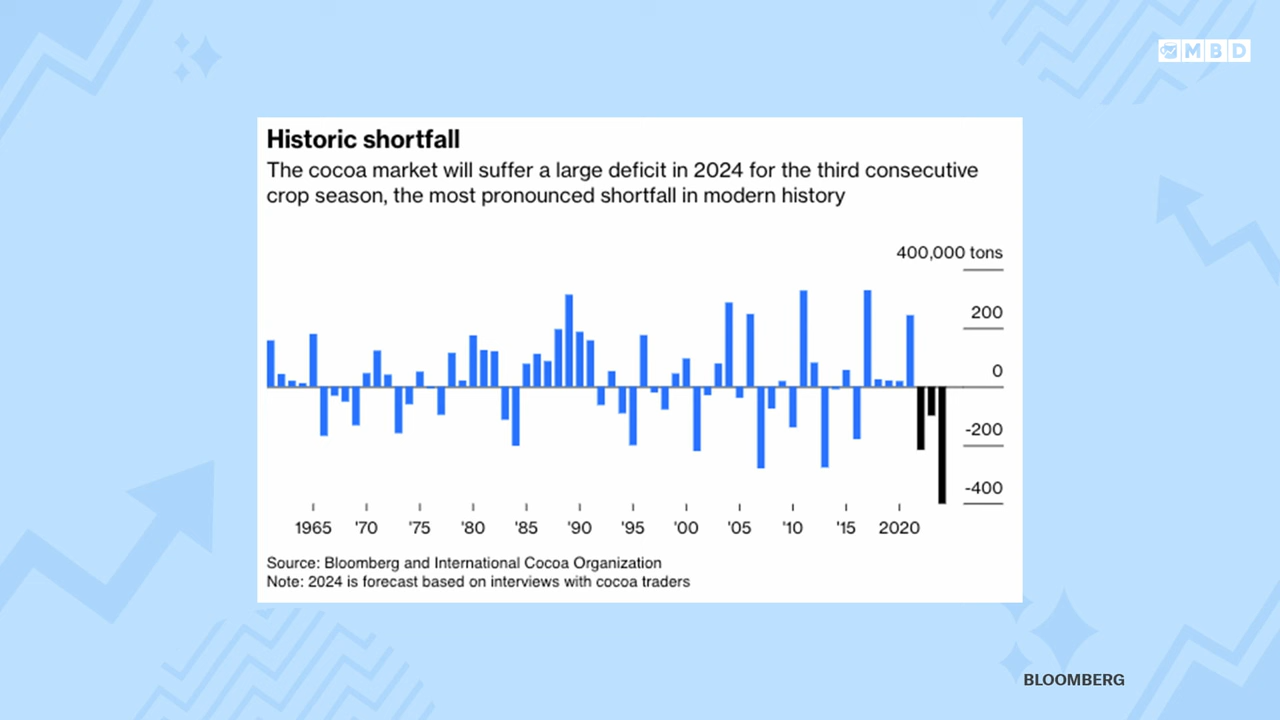 MBD
Historic shortfall
The cocoa market will suffer a large deficit in 2024 for the third consecutive
crop season, the most pronounced shortfall in modern history
400,000 tons
200
0
-200
-400
1965 '70 '75 '80 '85 '90 '95 '00 '05 '10 '15 2020
Source: Bloomberg and International Cocoa Organization
Note: 2024 is forecast based on interviews with cocoa traders
BLOOMBERG